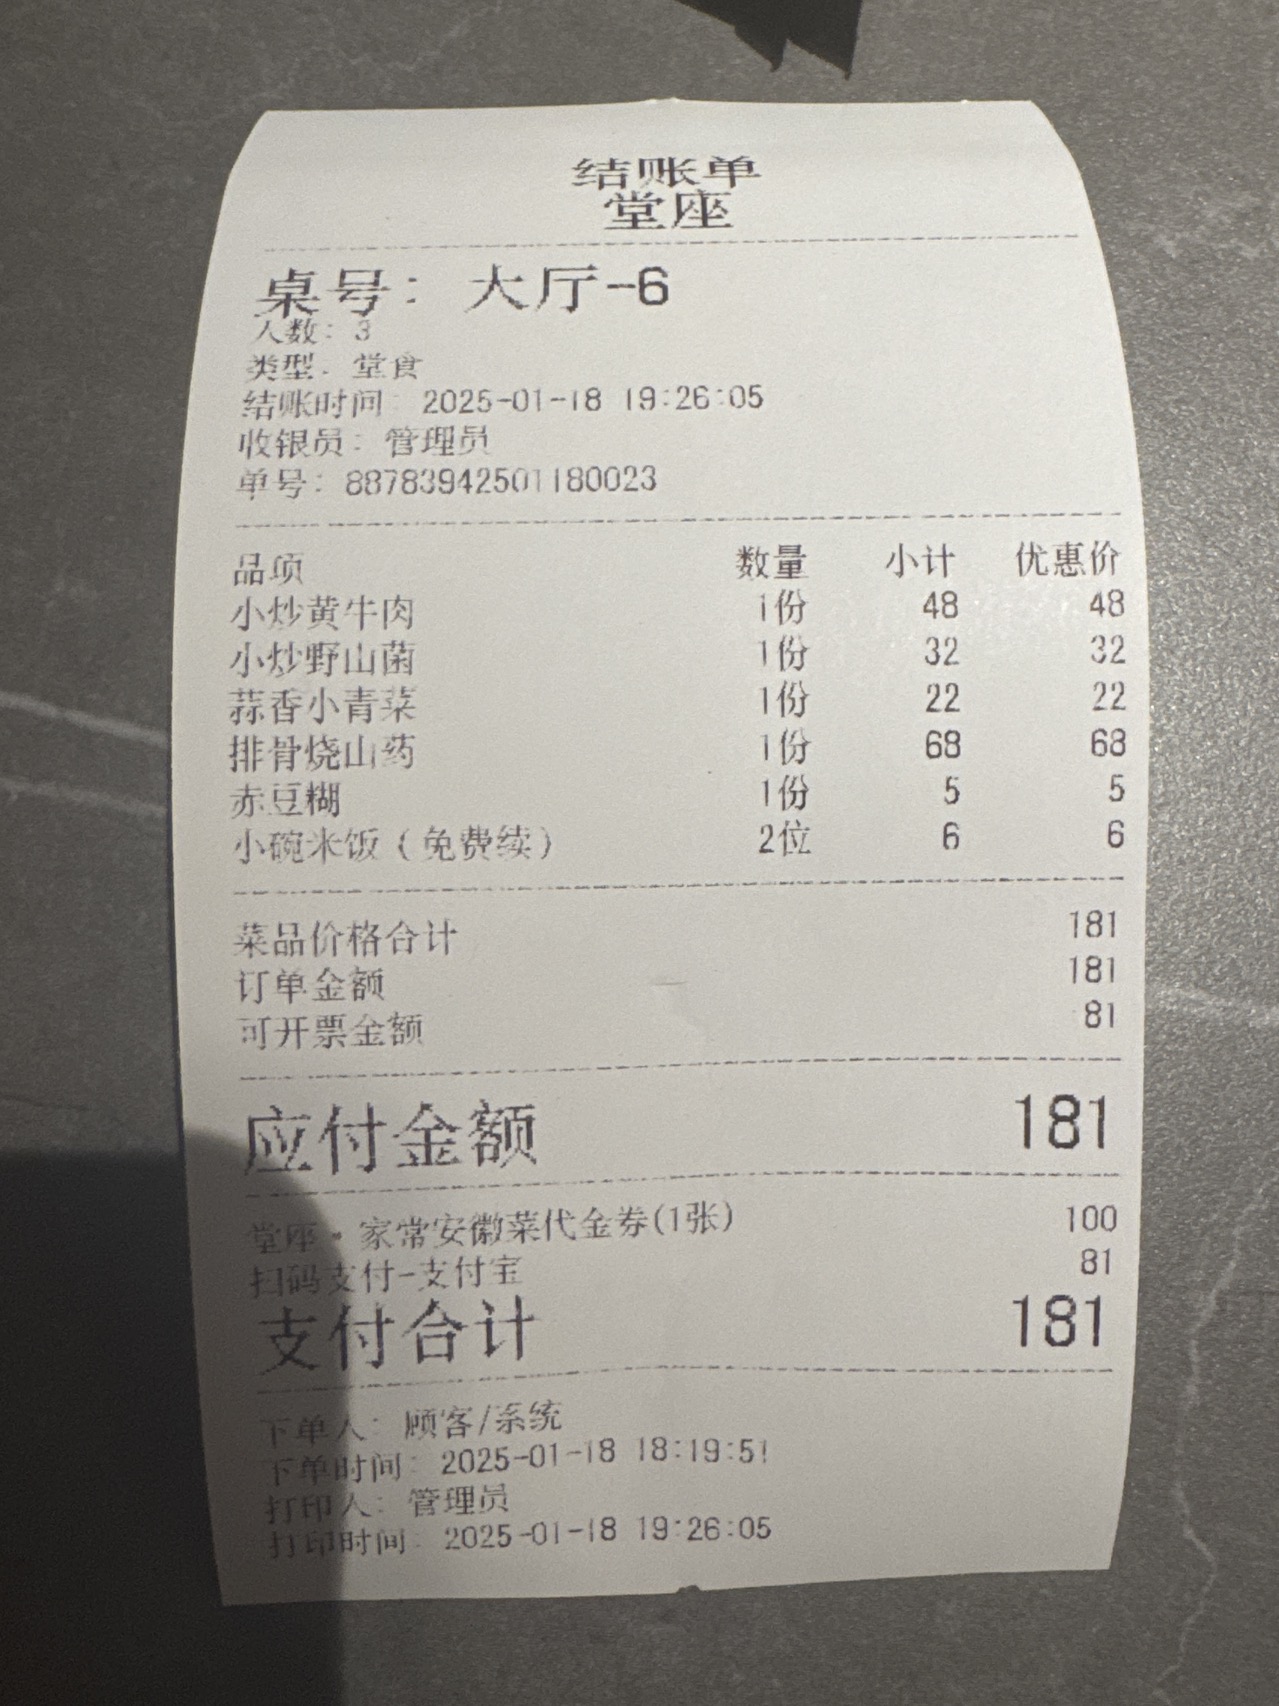 结账单
堂座
桌号：大厅-6
人数：3
类型：堂食
结账时间：2025-01-18 19:26:05
收银员：管理员
单号：88783942501180023
品项 数量 小计 优惠价
小炒黄牛肉 1份 48 48
小炒野山菌 1份 32 32
蒜香小青菜 1份 22 22
排骨烧山药 1份 68 68
赤豆糊 1份 5 5
小碗米饭（免费续） 2位 6 6
菜品价格合计 181
订单金额 181
可开票金额 81
应付金额 181
堂座·家常安徽菜代金券(1张) 100
扫码支付-支付宝 81
支付合计 181
下单人：顾客/系统
下单时间：2025-01-18 18:19:51
打印人：管理员
打印时间：2025-01-18 19:26:05